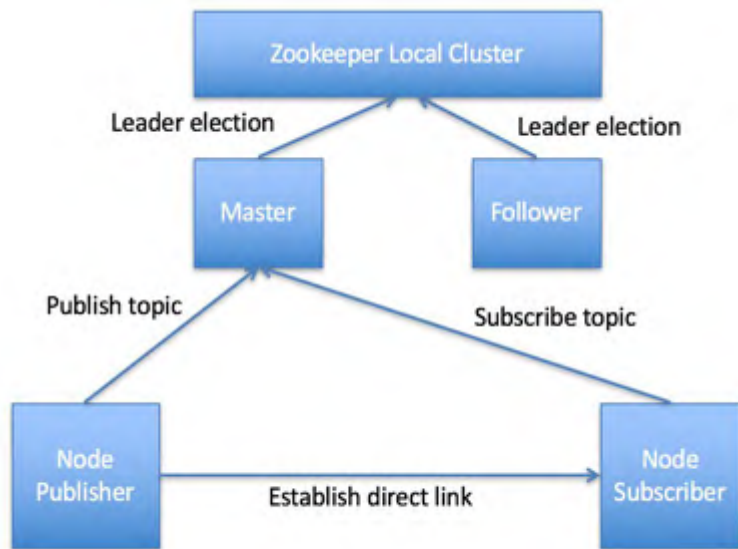 Zookeeper Local Cluster
Leader election
Leader election
Master
Follower
Publish topic
Subscribe topic
Node
Publisher
Node
Subscriber
Establish direct link